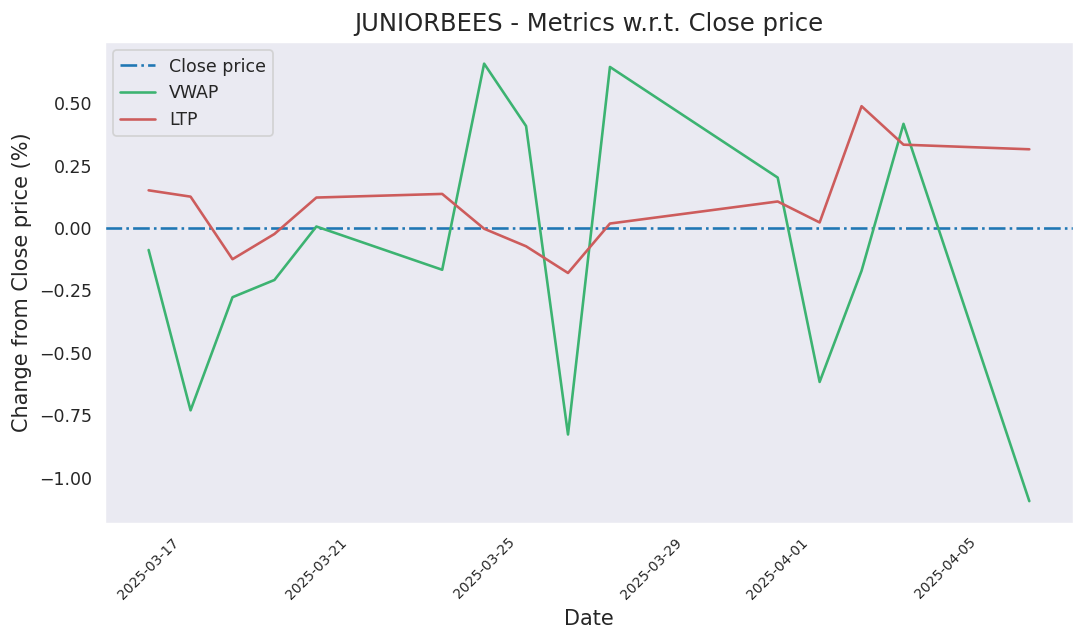 JUNIORBEES - Metrics w.r.t. Close price
Close price
VWAP
LTP
Change from Close price (%)
0.50
0.25
0.00
−0.25
−0.50
−0.75
−1.00
2025-03-17
2025-03-21
2025-03-25
2025-03-29
2025-04-01
2025-04-05
Date